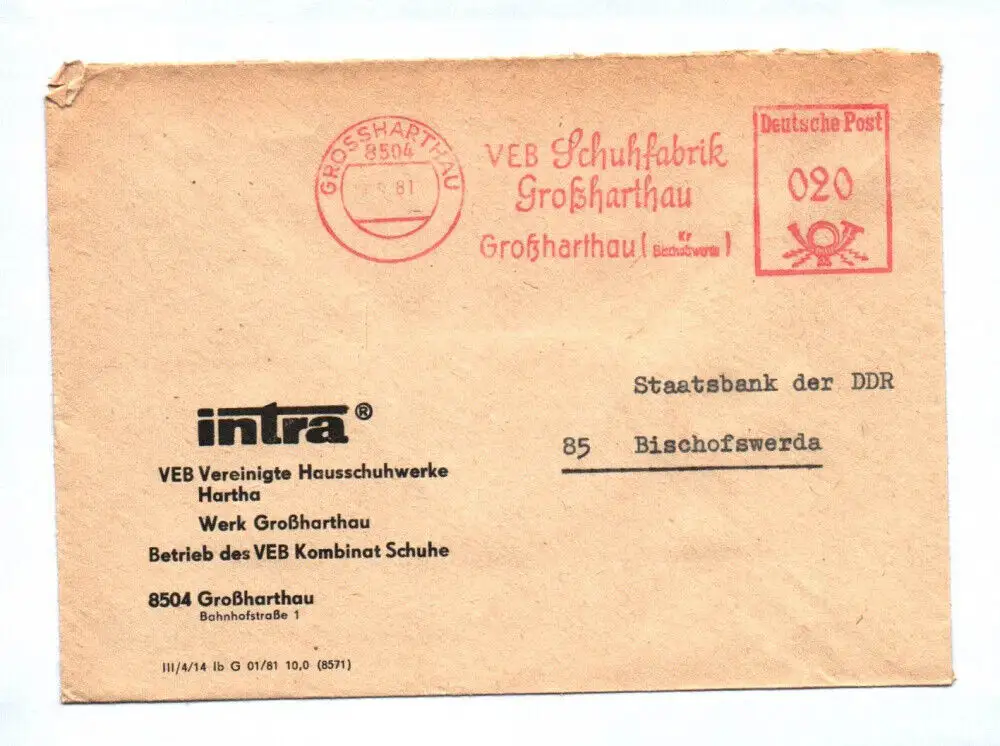 GROSSHARTHAU
8504
81
VEB Schuhfabrik
Großharthau
Großharthau (Kr Bischofswerda)
Deutsche Post
020
Staatsbank der DDR
85 Bischofswerda
intra®
VEB Vereinigte Hausschuhwerke
Hartha
Werk Großharthau
Betrieb des VEB Kombinat Schuhe
8504 Großharthau
Bahnhofstraße 1
III/4/14 Ib G 01/81 10,0 (8571)